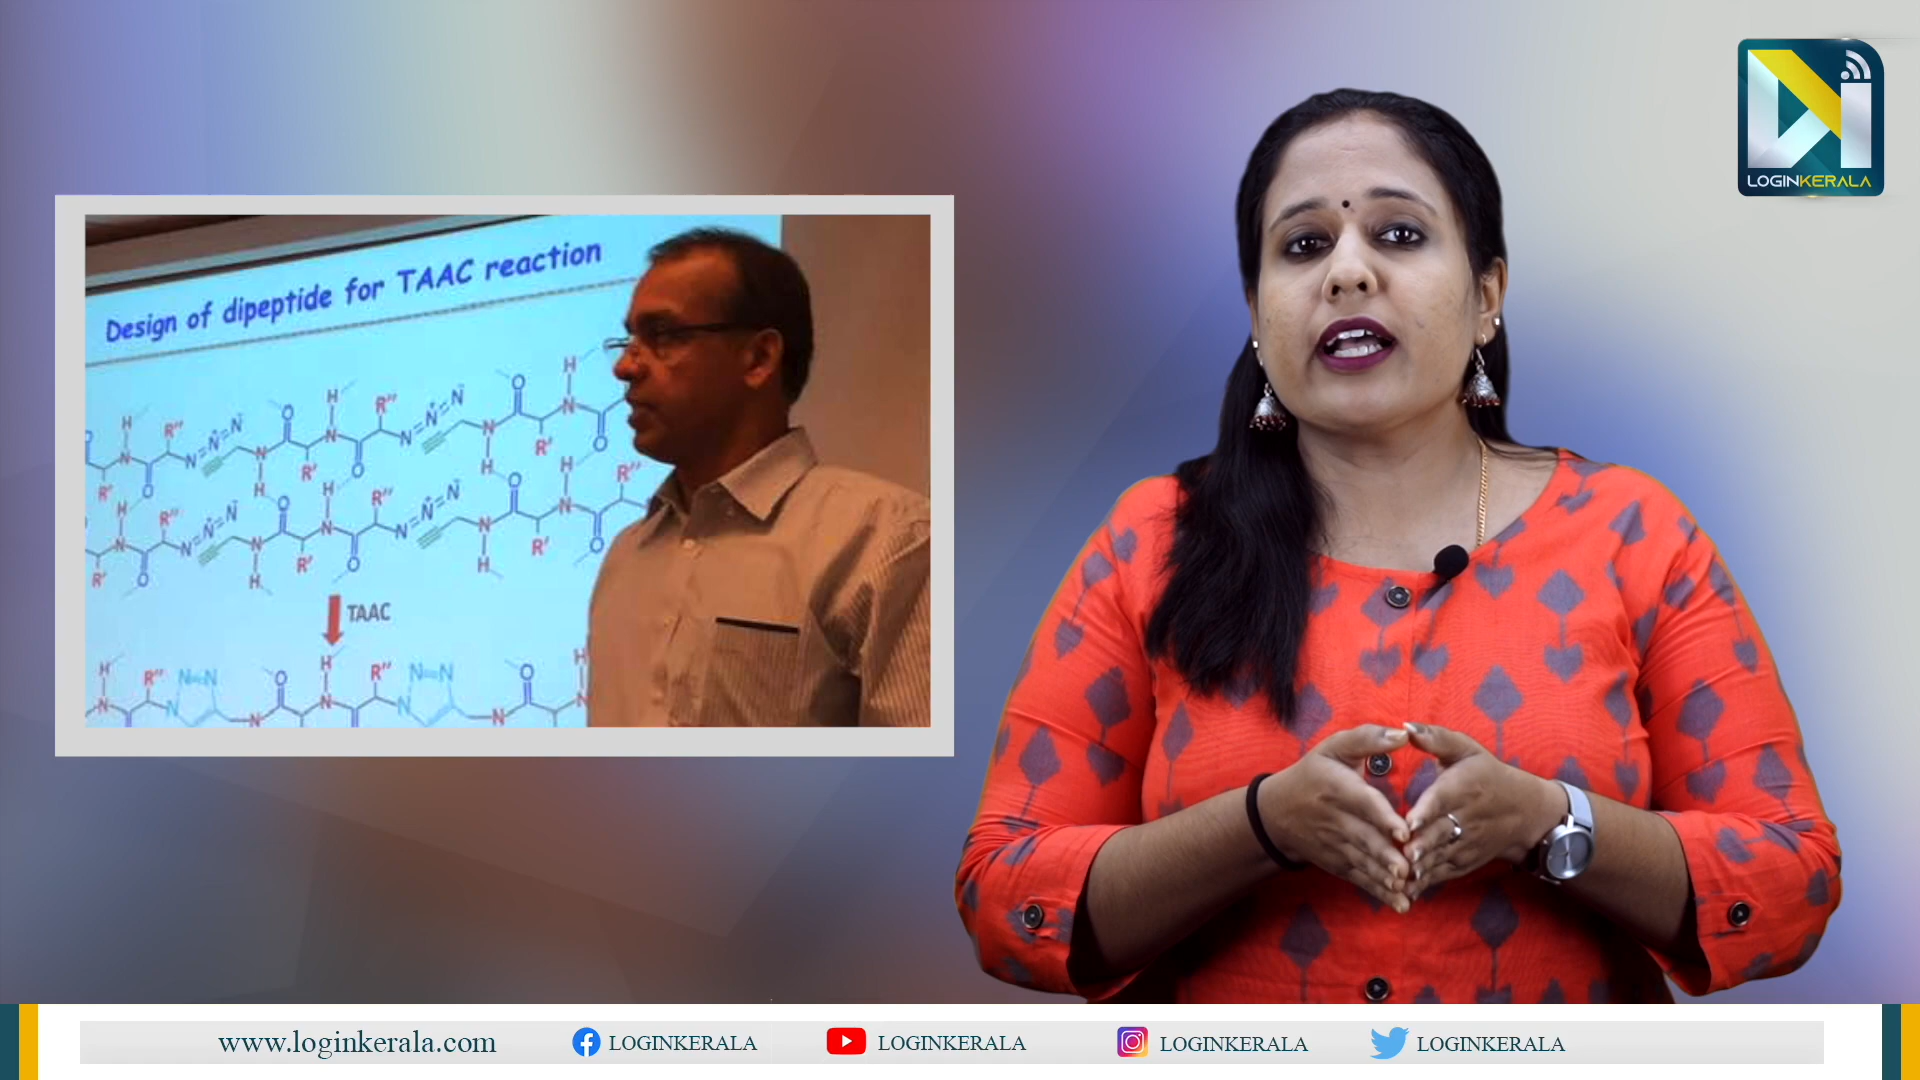 LOGINKERALA
Design of dipeptide for TAAC reaction
TAAC
www.loginkerala.com
LOGINKERALA
LOGINKERALA
LOGINKERALA
LOGINKERALA